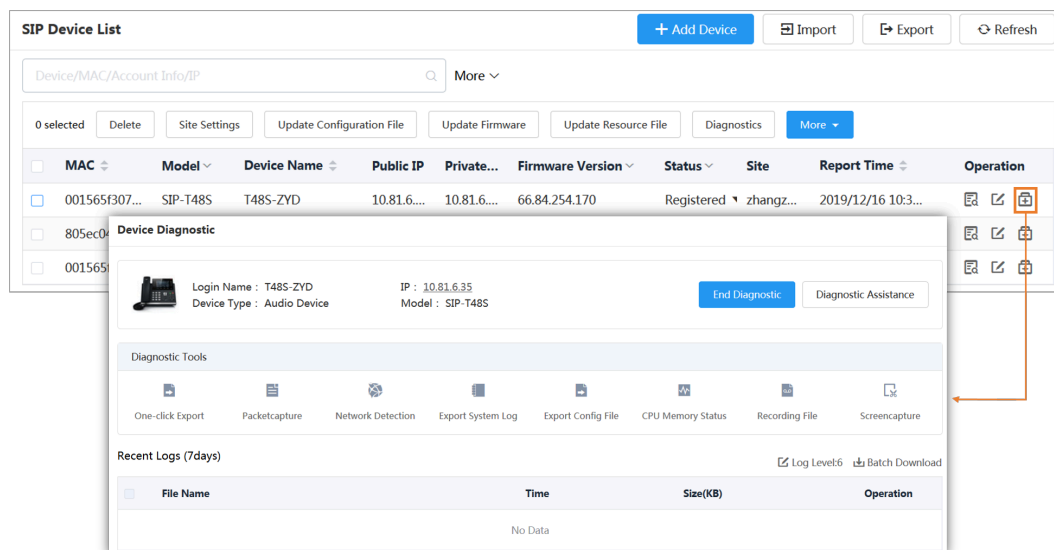 SIP Device List
Add Device
Import
Export
Refresh
Device/MAC/Account Info/IP
More
0 selected Delete Site Settings Update Configuration File Update Firmware Update Resource File Diagnostics More
MAC Model Device Name Public IP Private... Firmware Version Status Site Report Time Operation
001565f307... SIP-T48S T48S-ZYD 10.81.6.... 10.81.6.... 66.84.254.170 Registered zhangz... 2019/12/16 10:3...
805ec04
Device Diagnostic
Login Name : T48S-ZYD IP : 10.81.6.35
Device Type : Audio Device Model : SIP-T48S
End Diagnostic Diagnostic Assistance
Diagnostic Tools
One-click Export Packetcapture Network Detection Export System Log Export Config File CPU Memory Status Recording File Screencapture
Recent Logs (7days)
Log Level:6 Batch Download
File Name Time Size(KB) Operation
No Data